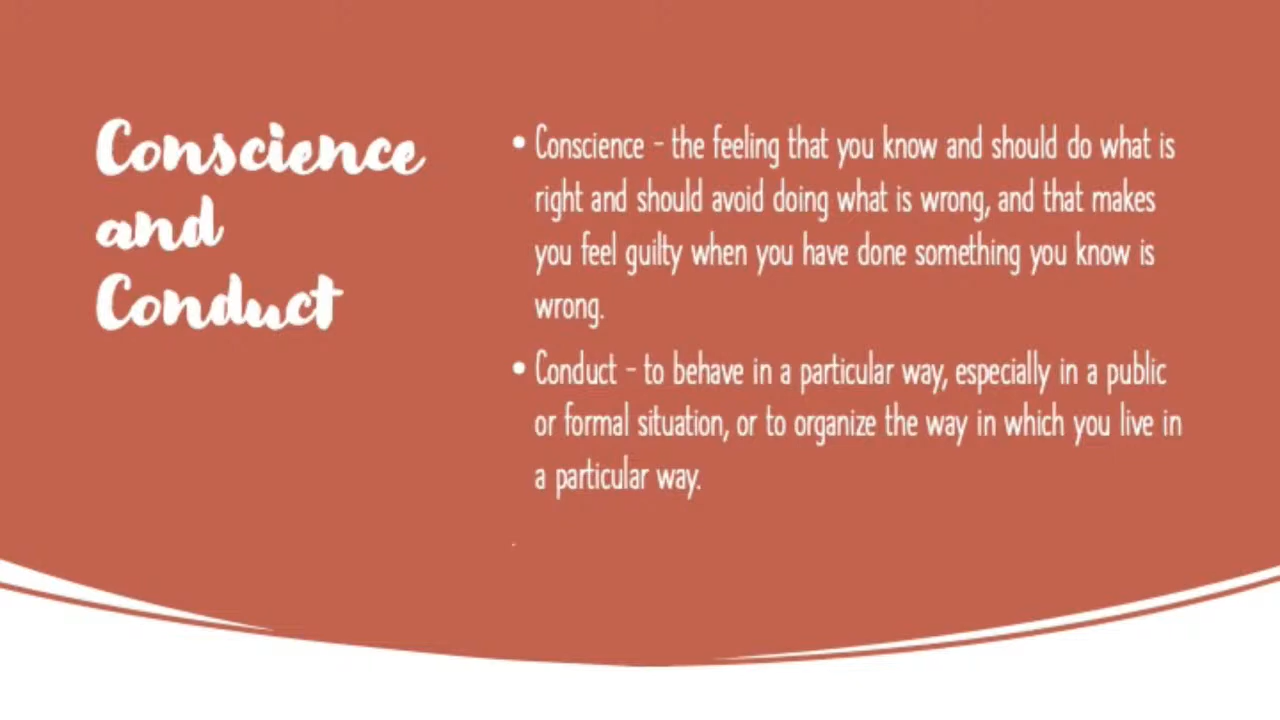 Conscience
and
Conduct
• Conscience - the feeling that you know and should do what is
right and should avoid doing what is wrong, and that makes
you feel guilty when you have done something you know is
wrong.
• Conduct - to behave in a particular way, especially in a public
or formal situation, or to organize the way in which you live in
a particular way.